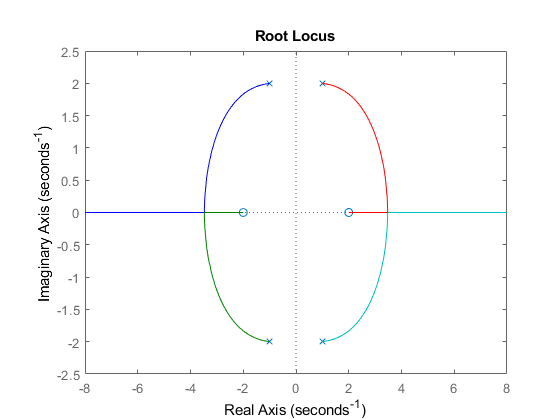 Root Locus
Imaginary Axis (seconds⁻¹)
2.5
2
1.5
1
0.5
0
-0.5
-1
-1.5
-2
-2.5
-8 -6 -4 -2 0 2 4 6 8
Real Axis (seconds⁻¹)